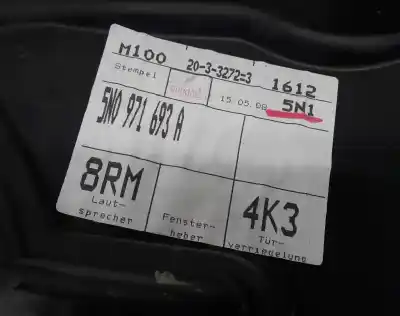 M100 20-3-3272=3 1612
Stempel 15.05.08 5N1
5N0 971 693 A
8RM 4K3
Laut-
sprecher
Fenster-
heber
Tür-
verriegelung